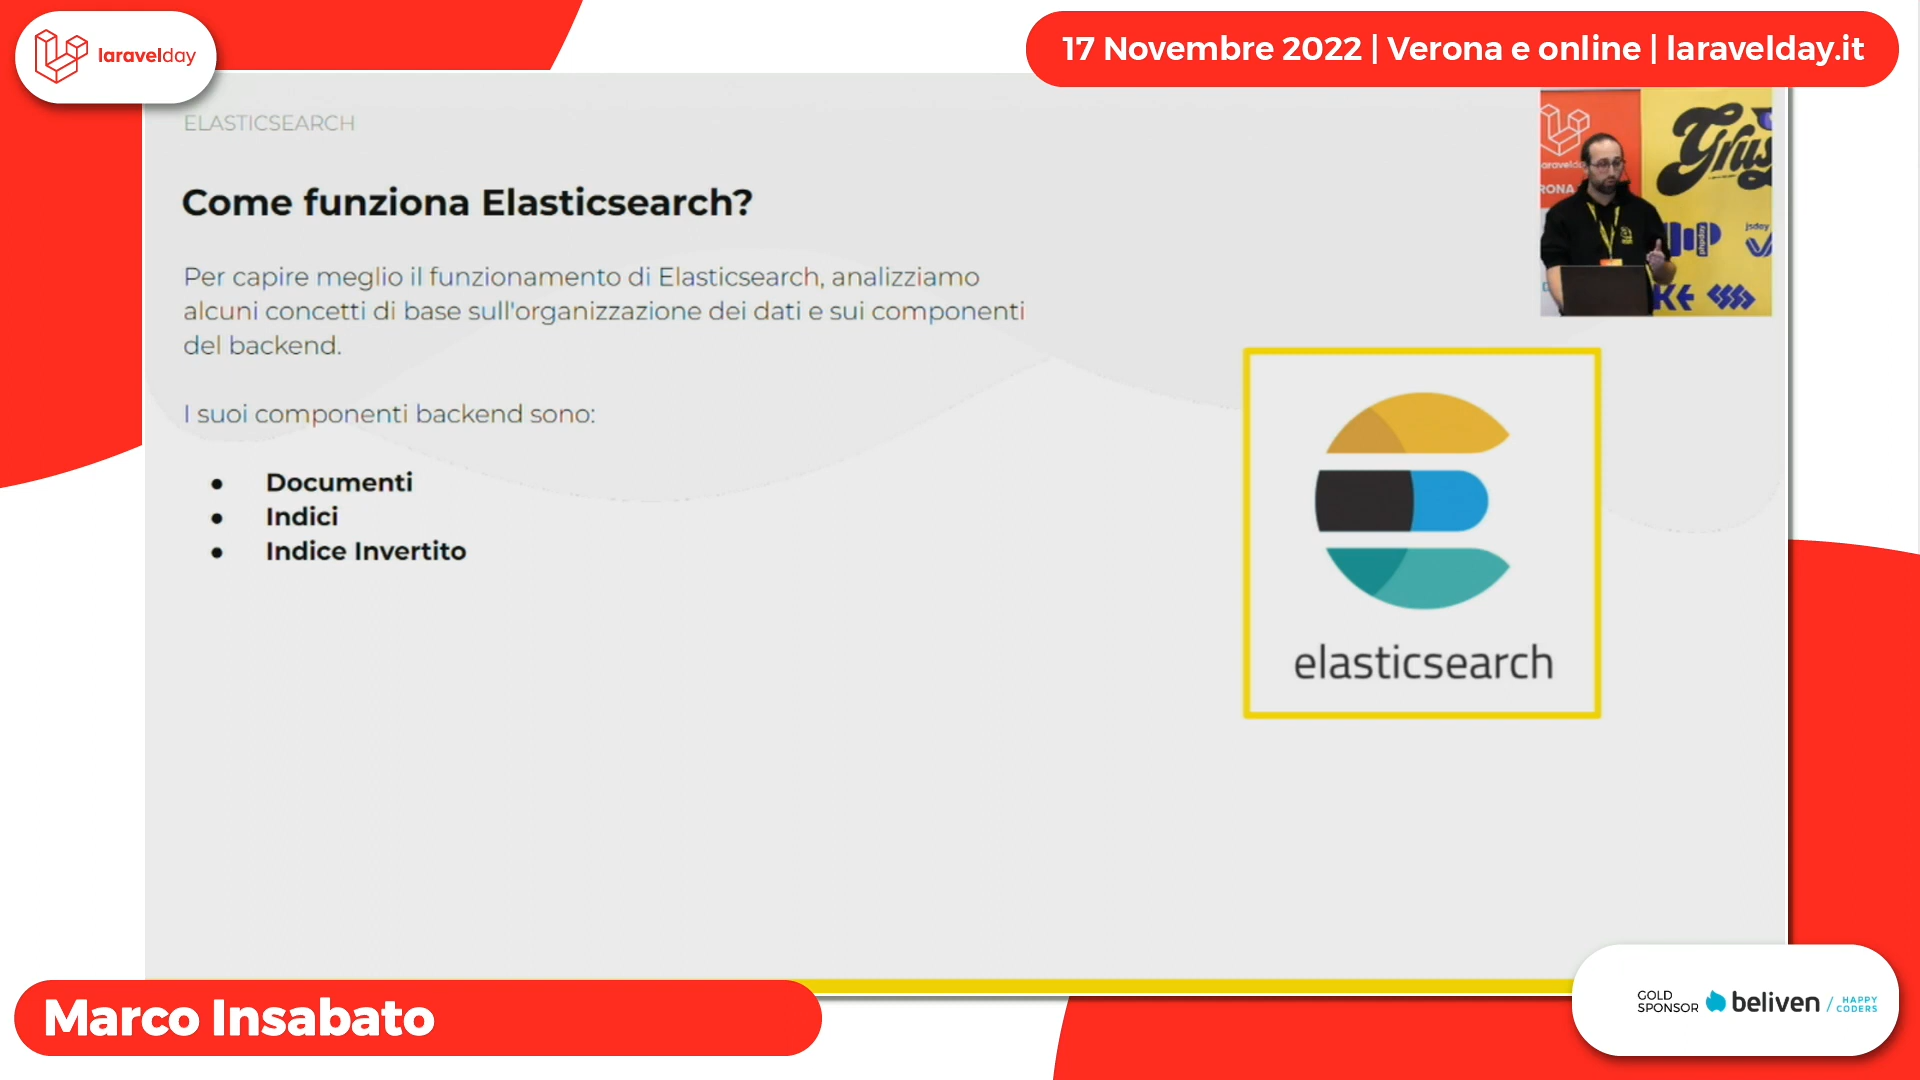 laravelday
17 Novembre 2022 | Verona e online | laravelday.it
ELASTICSEARCH
Come funziona Elasticsearch?
Per capire meglio il funzionamento di Elasticsearch, analizziamo
alcuni concetti di base sull'organizzazione dei dati e sui componenti
del backend.
I suoi componenti backend sono:
● Documenti
● Indici
● Indice Invertito
elasticsearch
jsday
phpday
Marco Insabato
GOLD
SPONSOR
beliven / HAPPY
CODERS